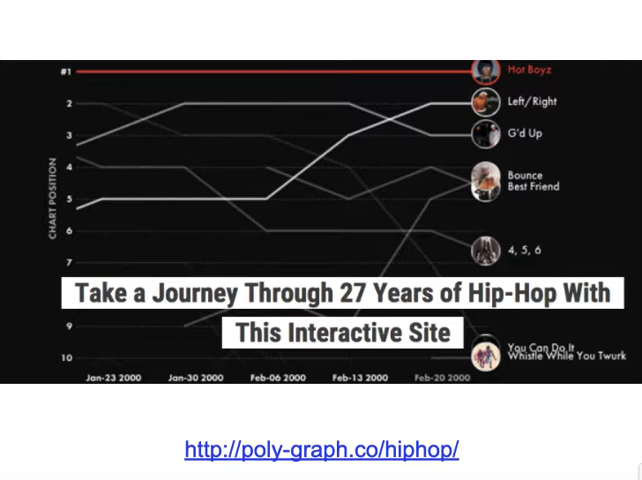 #1
Hot Boyz
2
Left/Right
3
G'd Up
4
Bounce
Best Friend
5
CHART POSITION
6
4, 5, 6
7
Take a Journey Through 27 Years of Hip-Hop With
This Interactive Site
9
You Can Do It
10
Whistle While You Twurk
Jan-23 2000 Jan-30 2000 Feb-06 2000 Feb-13 2000 Feb-20 2000
http://poly-graph.co/hiphop/